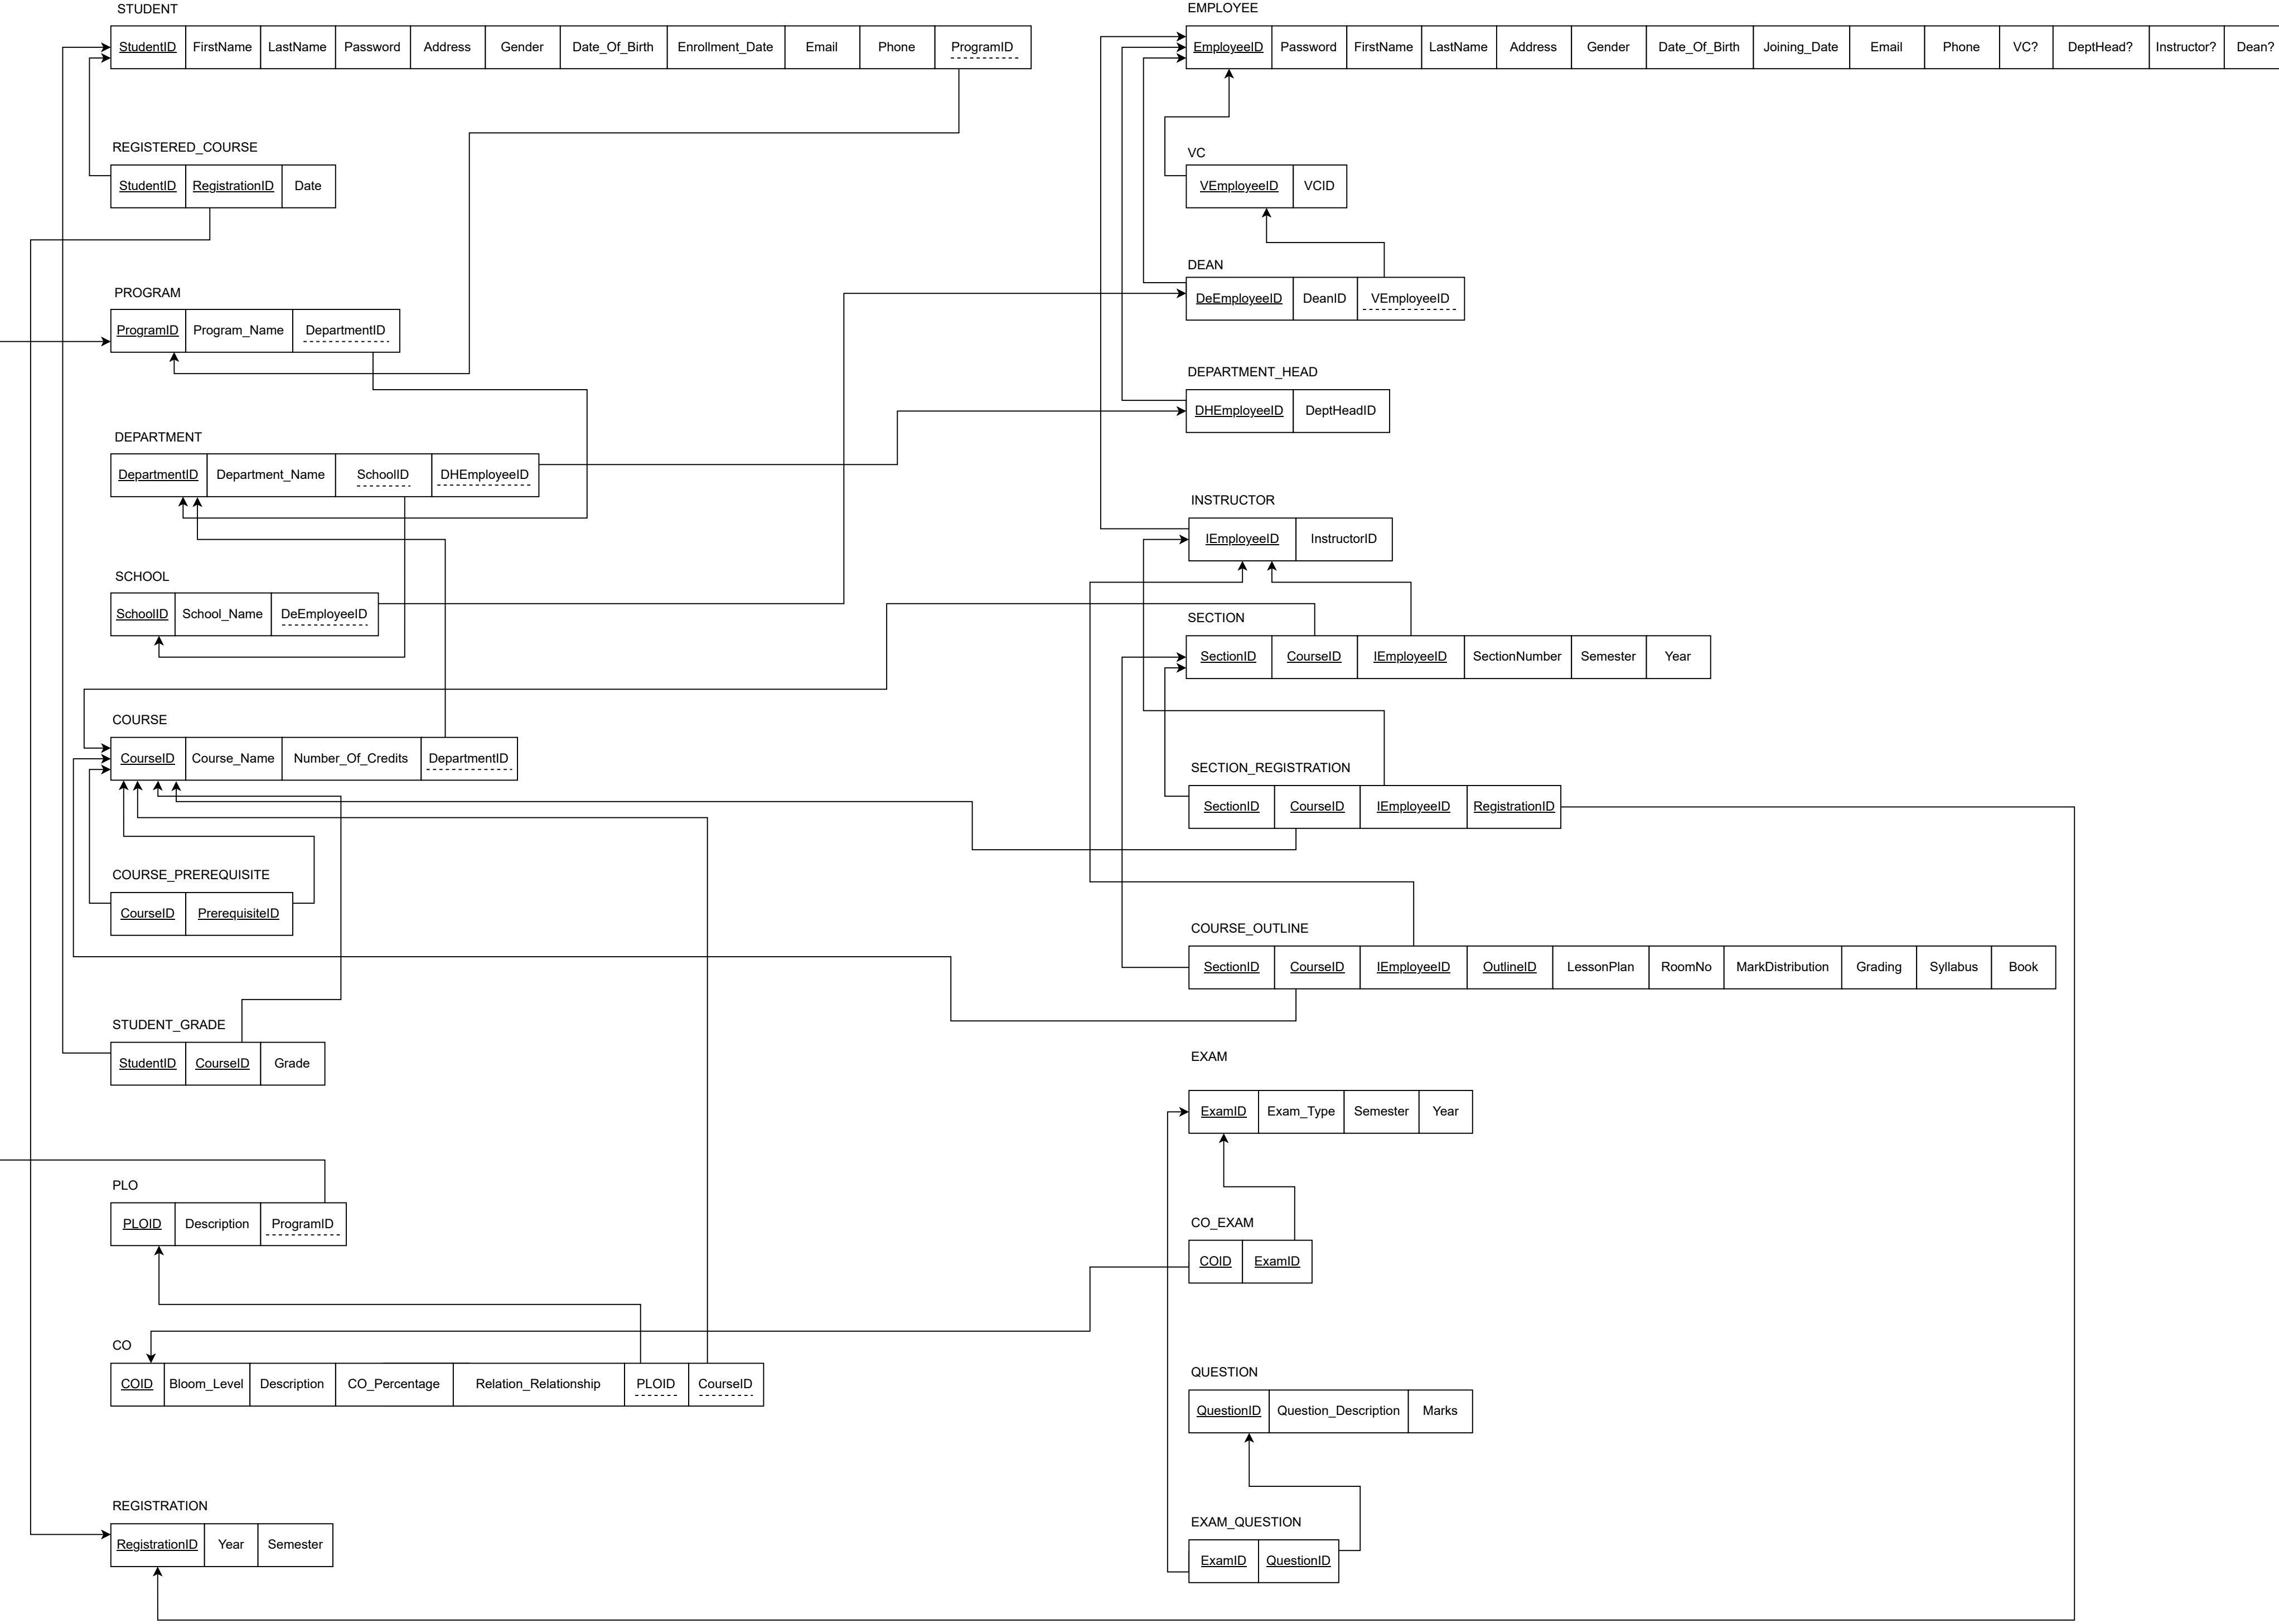 STUDENT
StudentID FirstName LastName Password Address Gender Date_Of_Birth Enrollment_Date Email Phone ProgramID
REGISTERED_COURSE
StudentID RegistrationID Date
PROGRAM
ProgramID Program_Name DepartmentID
DEPARTMENT
DepartmentID Department_Name SchoolID DHEmployeeID
SCHOOL
SchoolID School_Name DeEmployeeID
COURSE
CourseID Course_Name Number_Of_Credits DepartmentID
COURSE_PREREQUISITE
CourseID PrerequisiteID
STUDENT_GRADE
StudentID CourseID Grade
PLO
PLOID Description ProgramID
CO
COID Bloom_Level Description CO_Percentage Relation_Relationship PLOID CourseID
REGISTRATION
RegistrationID Year Semester
EMPLOYEE
EmployeeID Password FirstName LastName Address Gender Date_Of_Birth Joining_Date Email Phone VC? DeptHead? Instructor? Dean?
VC
VEmployeeID VCID
DEAN
DeEmployeeID DeanID VEmployeeID
DEPARTMENT_HEAD
DHEmployeeID DeptHeadID
INSTRUCTOR
IEmployeeID InstructorID
SECTION
SectionID CourseID IEmployeeID SectionNumber Semester Year
SECTION_REGISTRATION
SectionID CourseID IEmployeeID RegistrationID
COURSE_OUTLINE
SectionID CourseID IEmployeeID OutlineID LessonPlan RoomNo MarkDistribution Grading Syllabus Book
EXAM
ExamID Exam_Type Semester Year
CO_EXAM
COID ExamID
QUESTION
QuestionID Question_Description Marks
EXAM_QUESTION
ExamID QuestionID